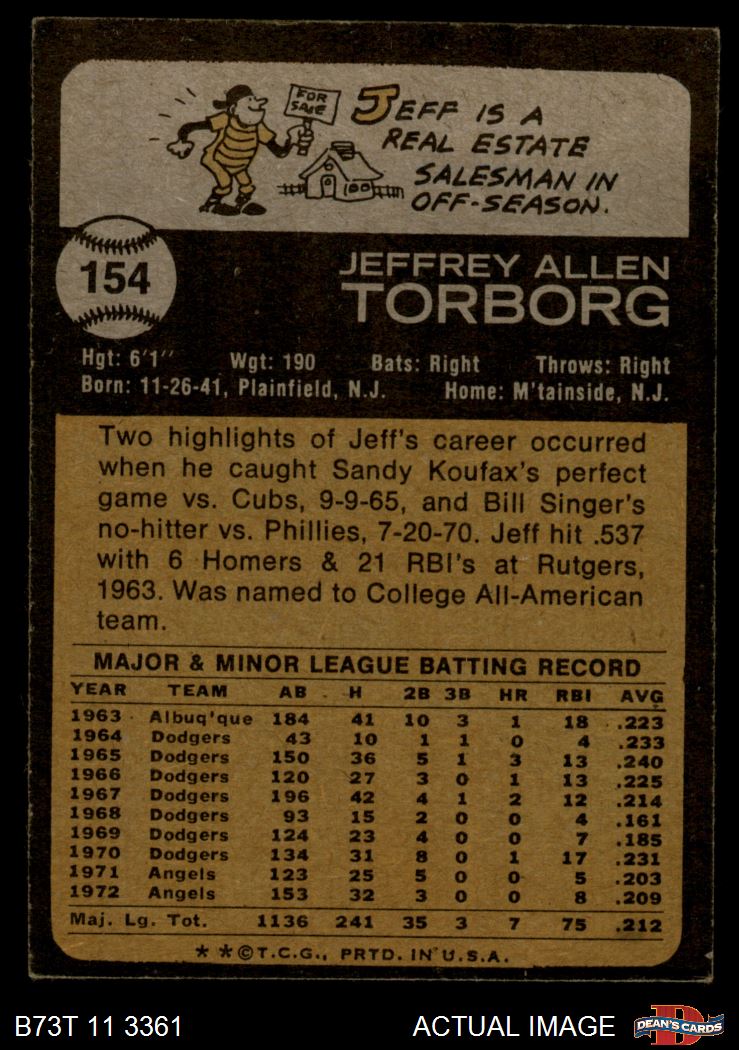 FOR
SALE
JEFF IS A
REAL ESTATE
SALESMAN IN
OFF-SEASON.
154
JEFFREY ALLEN
TORBORG
Hgt: 6'1" Wgt: 190 Bats: Right Throws: Right
Born: 11-26-41, Plainfield, N.J. Home: M'tainside, N.J.
Two highlights of Jeff's career occurred
when he caught Sandy Koufax's perfect
game vs. Cubs, 9-9-65, and Bill Singer's
no-hitter vs. Phillies, 7-20-70. Jeff hit .537
with 6 Homers & 21 RBI's at Rutgers,
1963. Was named to College All-American
team.
MAJOR & MINOR LEAGUE BATTING RECORD
YEAR TEAM AB H 2B 3B HR RBI AVG
1963 Albuq'que 184 41 10 3 1 18 .223
1964 Dodgers 43 10 1 1 0 4 .233
1965 Dodgers 150 36 5 1 3 13 .240
1966 Dodgers 120 27 3 0 1 13 .225
1967 Dodgers 196 42 4 1 2 12 .214
1968 Dodgers 93 15 2 0 0 4 .161
1969 Dodgers 124 23 4 0 0 7 .185
1970 Dodgers 134 31 8 0 1 17 .231
1971 Angels 123 25 5 0 0 5 .203
1972 Angels 153 32 3 0 0 8 .209
Maj. Lg. Tot. 1136 241 35 3 7 75 .212
* *©T.C.G., PRTD. IN U.S.A.
B73T 11 3361 ACTUAL IMAGE D DEAN'S CARDS